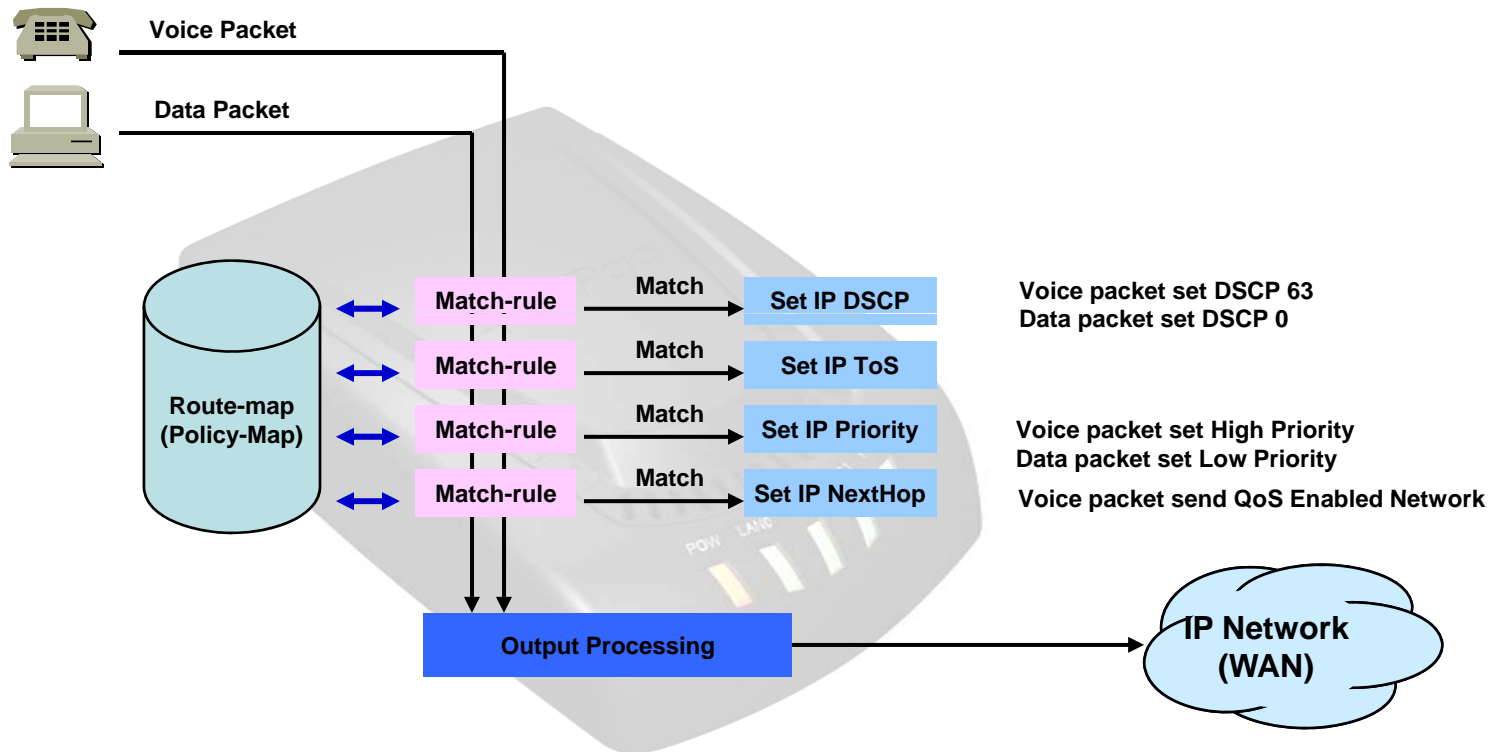 Voice Packet
Data Packet
Route-map
(Policy-Map)
Match-rule
Match
Set IP DSCP
Voice packet set DSCP 63
Data packet set DSCP 0
Match-rule
Match
Set IP ToS
Match-rule
Match
Set IP Priority
Voice packet set High Priority
Data packet set Low Priority
Match-rule
Match
Set IP NextHop
Voice packet send QoS Enabled Network
POW
Output Processing
IP Network
(WAN)